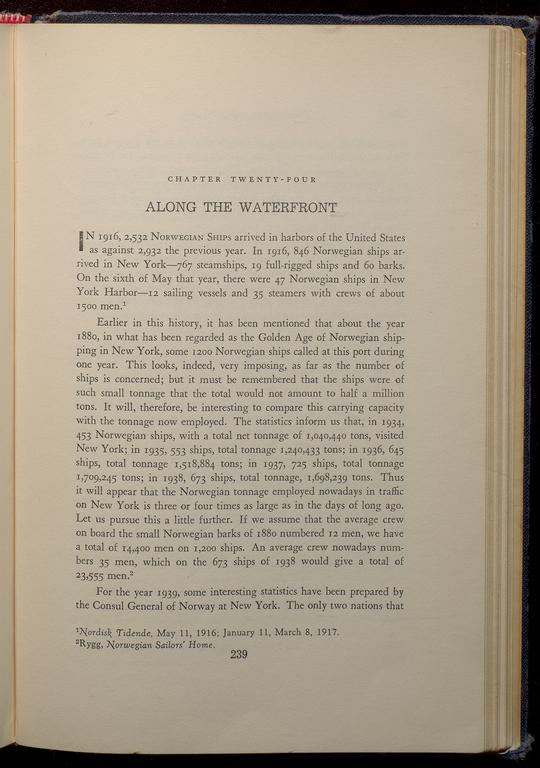 CHAPTER TWENTY-FOUR
ALONG THE WATERFRONT
IN 1916, 2,532 NORWEGIAN SHIPS arrived in harbors of the United States
as against 2,932 the previous year. In 1916, 846 Norwegian ships ar-
rived in New York—767 steamships, 19 full-rigged ships and 60 barks.
On the sixth of May that year, there were 47 Norwegian ships in New
York Harbor—12 sailing vessels and 35 steamers with crews of about
1500 men.¹
Earlier in this history, it has been mentioned that about the year
1880, in what has been regarded as the Golden Age of Norwegian ship-
ping in New York, some 1200 Norwegian ships called at this port during
one year. This looks, indeed, very imposing, as far as the number of
ships is concerned; but it must be remembered that the ships were of
such small tonnage that the total would not amount to half a million
tons. It will, therefore, be interesting to compare this carrying capacity
with the tonnage now employed. The statistics inform us that, in 1934,
453 Norwegian ships, with a total net tonnage of 1,040,440 tons, visited
New York; in 1935, 553 ships, total tonnage 1,240,433 tons; in 1936, 645
ships, total tonnage 1,518,884 tons; in 1937, 725 ships, total tonnage
1,709,245 tons; in 1938, 673 ships, total tonnage, 1,698,239 tons. Thus
it will appear that the Norwegian tonnage employed nowadays in traffic
on New York is three or four times as large as in the days of long ago.
Let us pursue this a little further. If we assume that the average crew
on board the small Norwegian barks of 1880 numbered 12 men, we have
a total of 14,400 men on 1,200 ships. An average crew nowadays num-
bers 35 men, which on the 673 ships of 1938 would give a total of
23,555 men.²
For the year 1939, some interesting statistics have been prepared by
the Consul General of Norway at New York. The only two nations that
¹Nordisk Tidende, May 11, 1916; January 11, March 8, 1917.
²Rygg, Norwegian Sailors' Home.
239